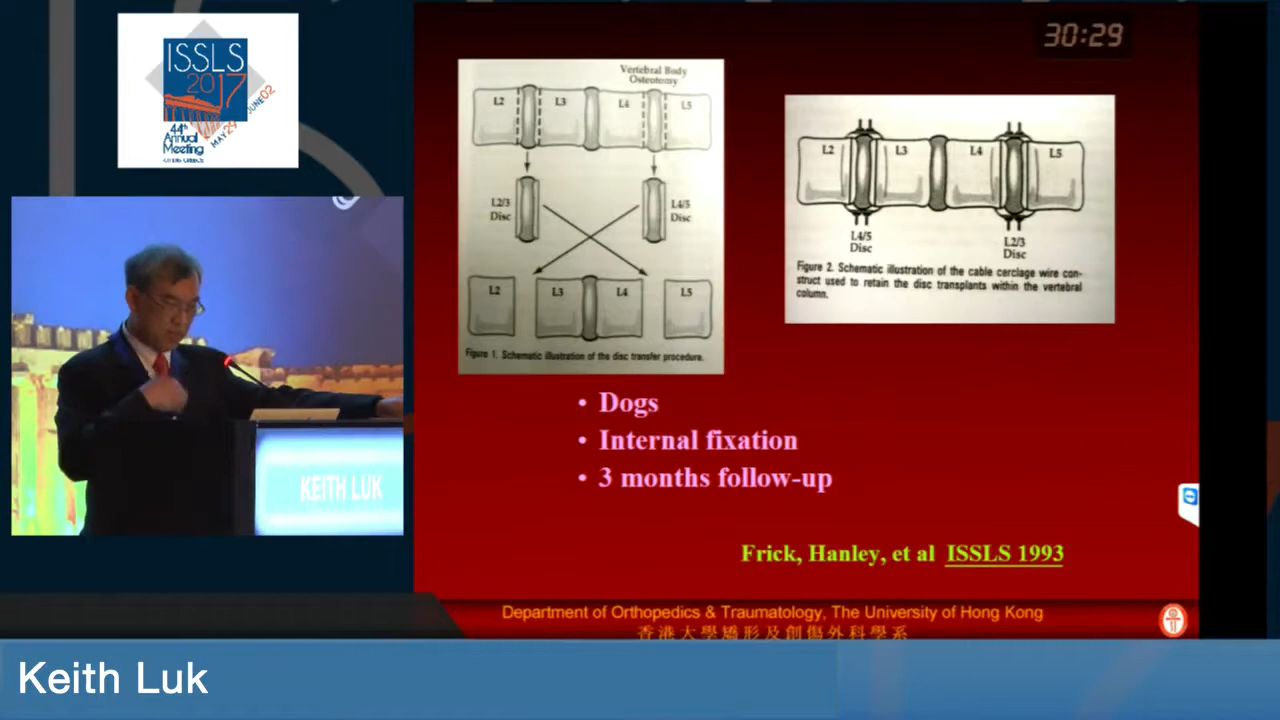 ISSLS
2017
44th
Annual
Meeting
MAY 29
JUNE 02
KEITH LUK
30:29
Vertebral Body
Osteotomy
L2 L3 L4 L5
L2/3
Disc
L4/5
Disc
L2 L3 L4 L5
Figure 1. Schematic illustration of the disc transfer procedure.
L2 L3 L4 L5
L4/5
Disc
L2/3
Disc
Figure 2. Schematic illustration of the cable cerclage wire con-
struct used to retain the disc transplants within the vertebral
column.
• Dogs
• Internal fixation
• 3 months follow-up
Frick, Hanley, et al ISSLS 1993
Department of Orthopedics & Traumatology, The University of Hong Kong
香港大學矯形及創傷外科學系
Keith Luk